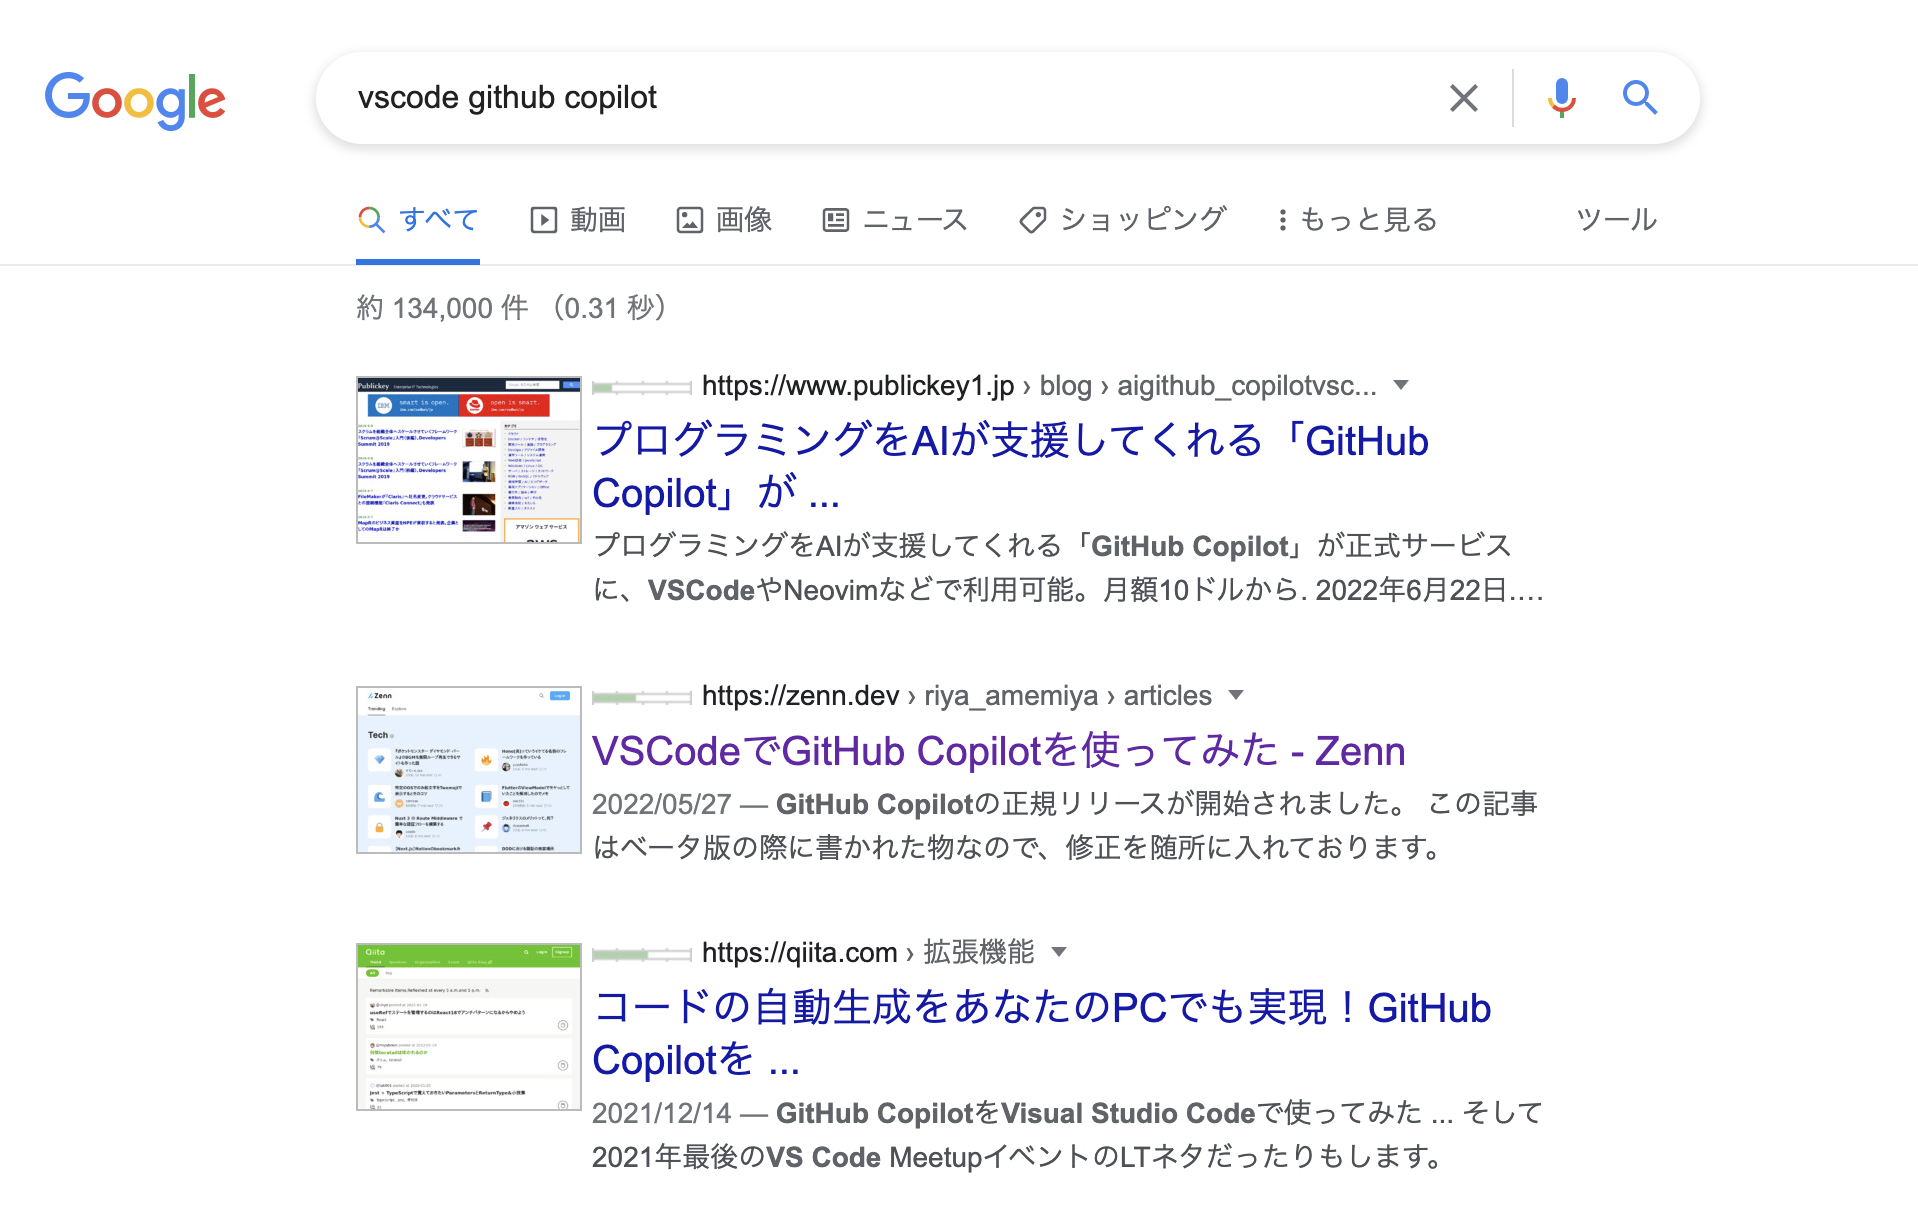 Google
vscode github copilot
すべて
動画
画像
ニュース
ショッピング
もっと見る
ツール
約 134,000 件 （0.31 秒）
https://www.publickey1.jp › blog › aigithub_copilotvsc...
プログラミングをAIが支援してくれる「GitHub
Copilot」が ...
プログラミングをAIが支援してくれる「GitHub Copilot」が正式サービス
に、VSCodeやNeovimなどで利用可能。月額10ドルから. 2022年6月22日....
Publickey
smart is open.
open is smart.
https://zenn.dev › riya_amemiya › articles
VSCodeでGitHub Copilotを使ってみた - Zenn
2022/05/27 — GitHub Copilotの正規リリースが開始されました。 この記事
はベータ版の際に書かれた物なので、修正を随所に入れております。
Zenn
Trending Explore
Tech
https://qiita.com › 拡張機能
コードの自動生成をあなたのPCでも実現！GitHub
Copilotを ...
2021/12/14 — GitHub CopilotをVisual Studio Codeで使ってみた ... そして
2021年最後のVS Code MeetupイベントのLTネタだったりもします。
Qiita